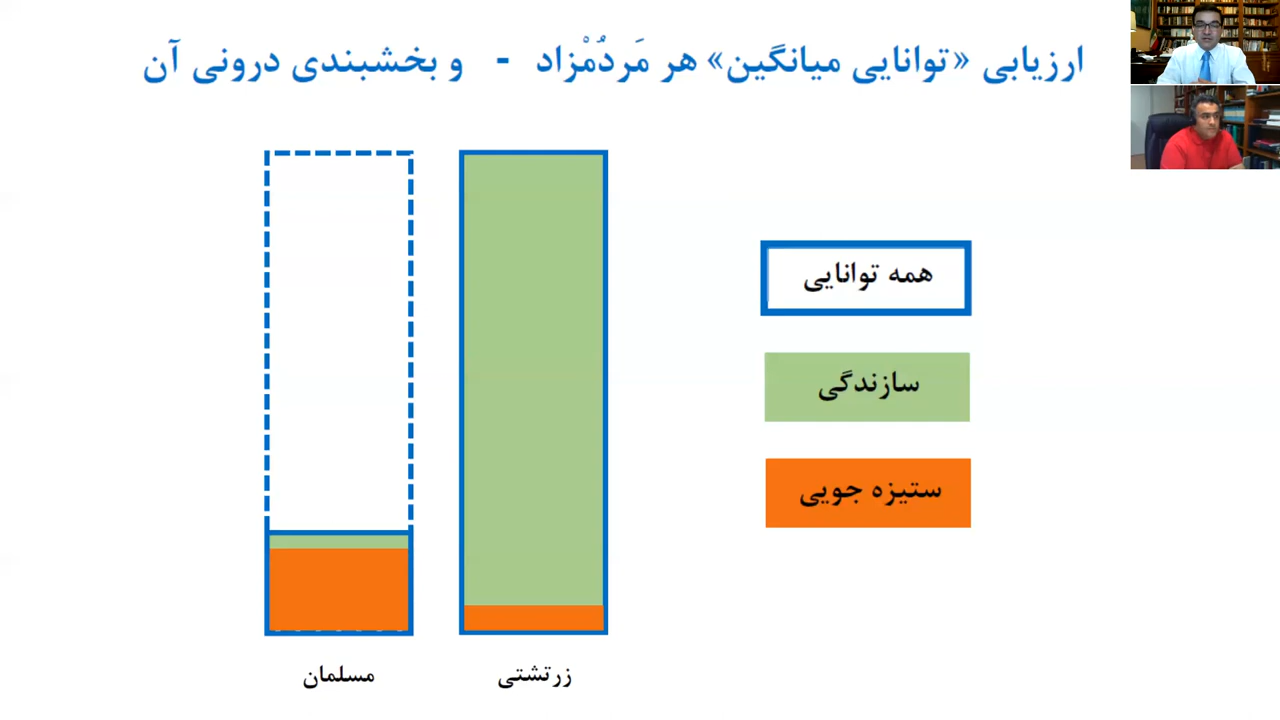 ارزیابی «توانایی میانگین» هر مَردُمْزاد - و بخشبندی درونی آن
همه توانایی
سازندگی
ستیزه جویی
زرتشتی
مسلمان